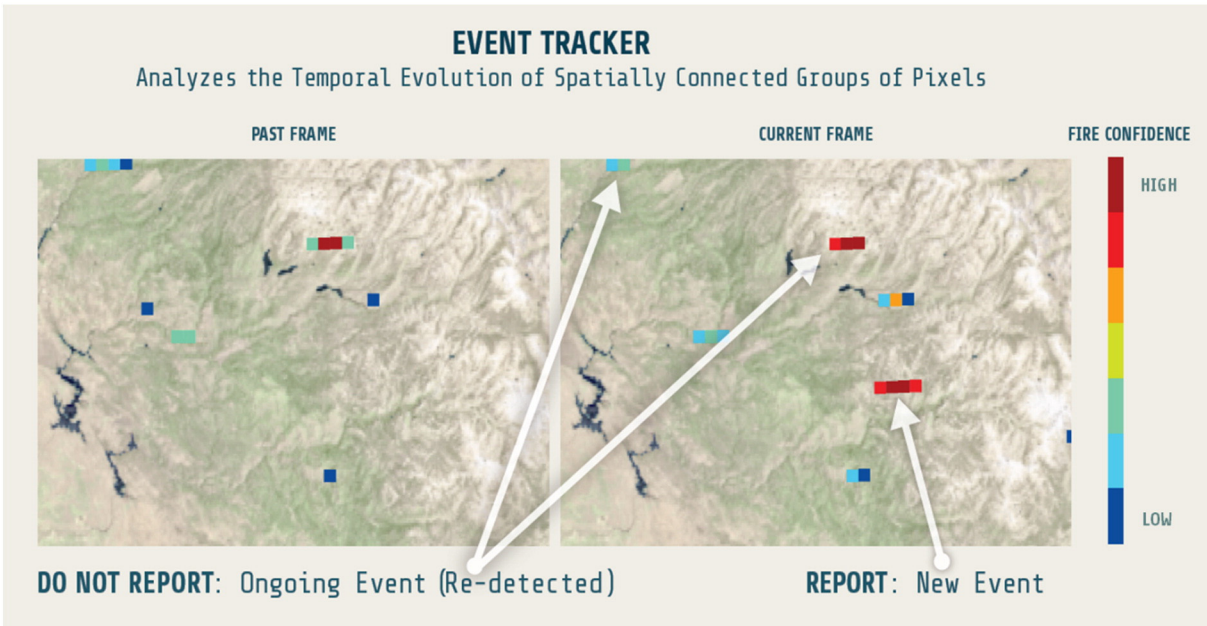 EVENT TRACKER
Analyzes the Temporal Evolution of Spatially Connected Groups of Pixels
PAST FRAME
CURRENT FRAME
FIRE CONFIDENCE
HIGH
LOW
DO NOT REPORT: Ongoing Event (Re-detected)
REPORT: New Event